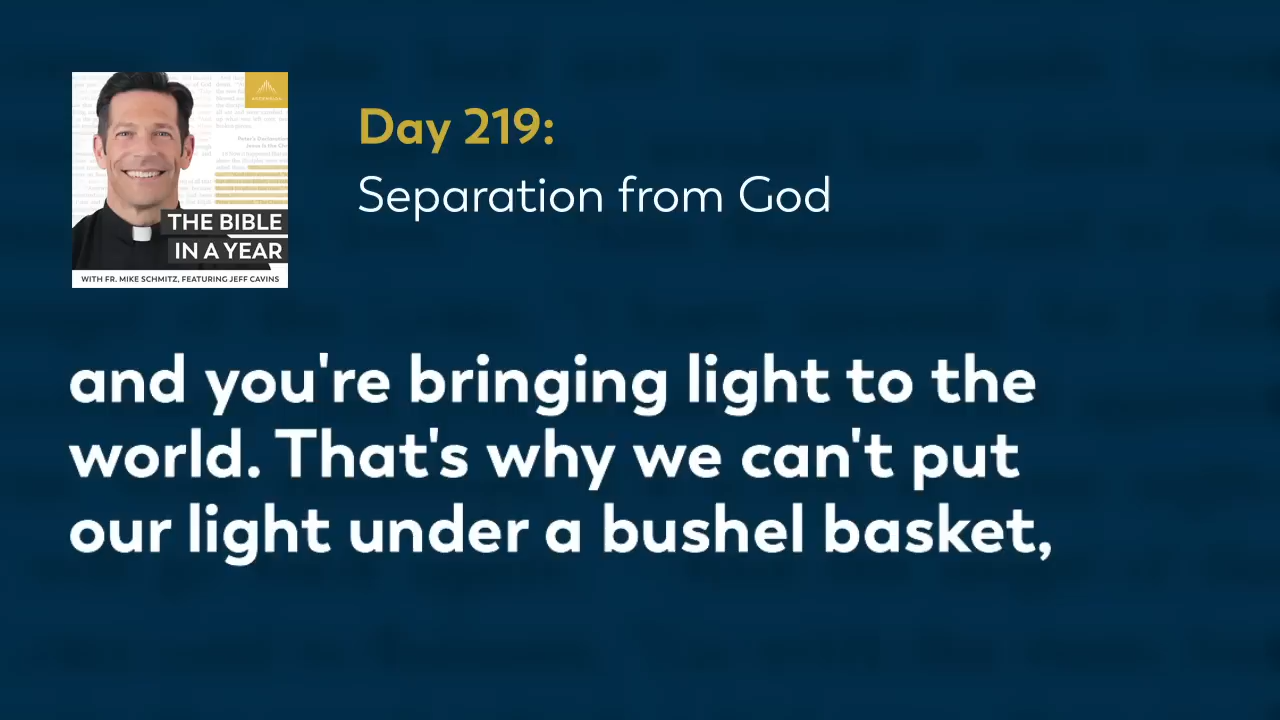 Day 219:
Separation from God
THE BIBLE
IN A YEAR
WITH FR. MIKE SCHMITZ, FEATURING JEFF CAVINS
and you're bringing light to the
world. That's why we can't put
our light under a bushel basket,